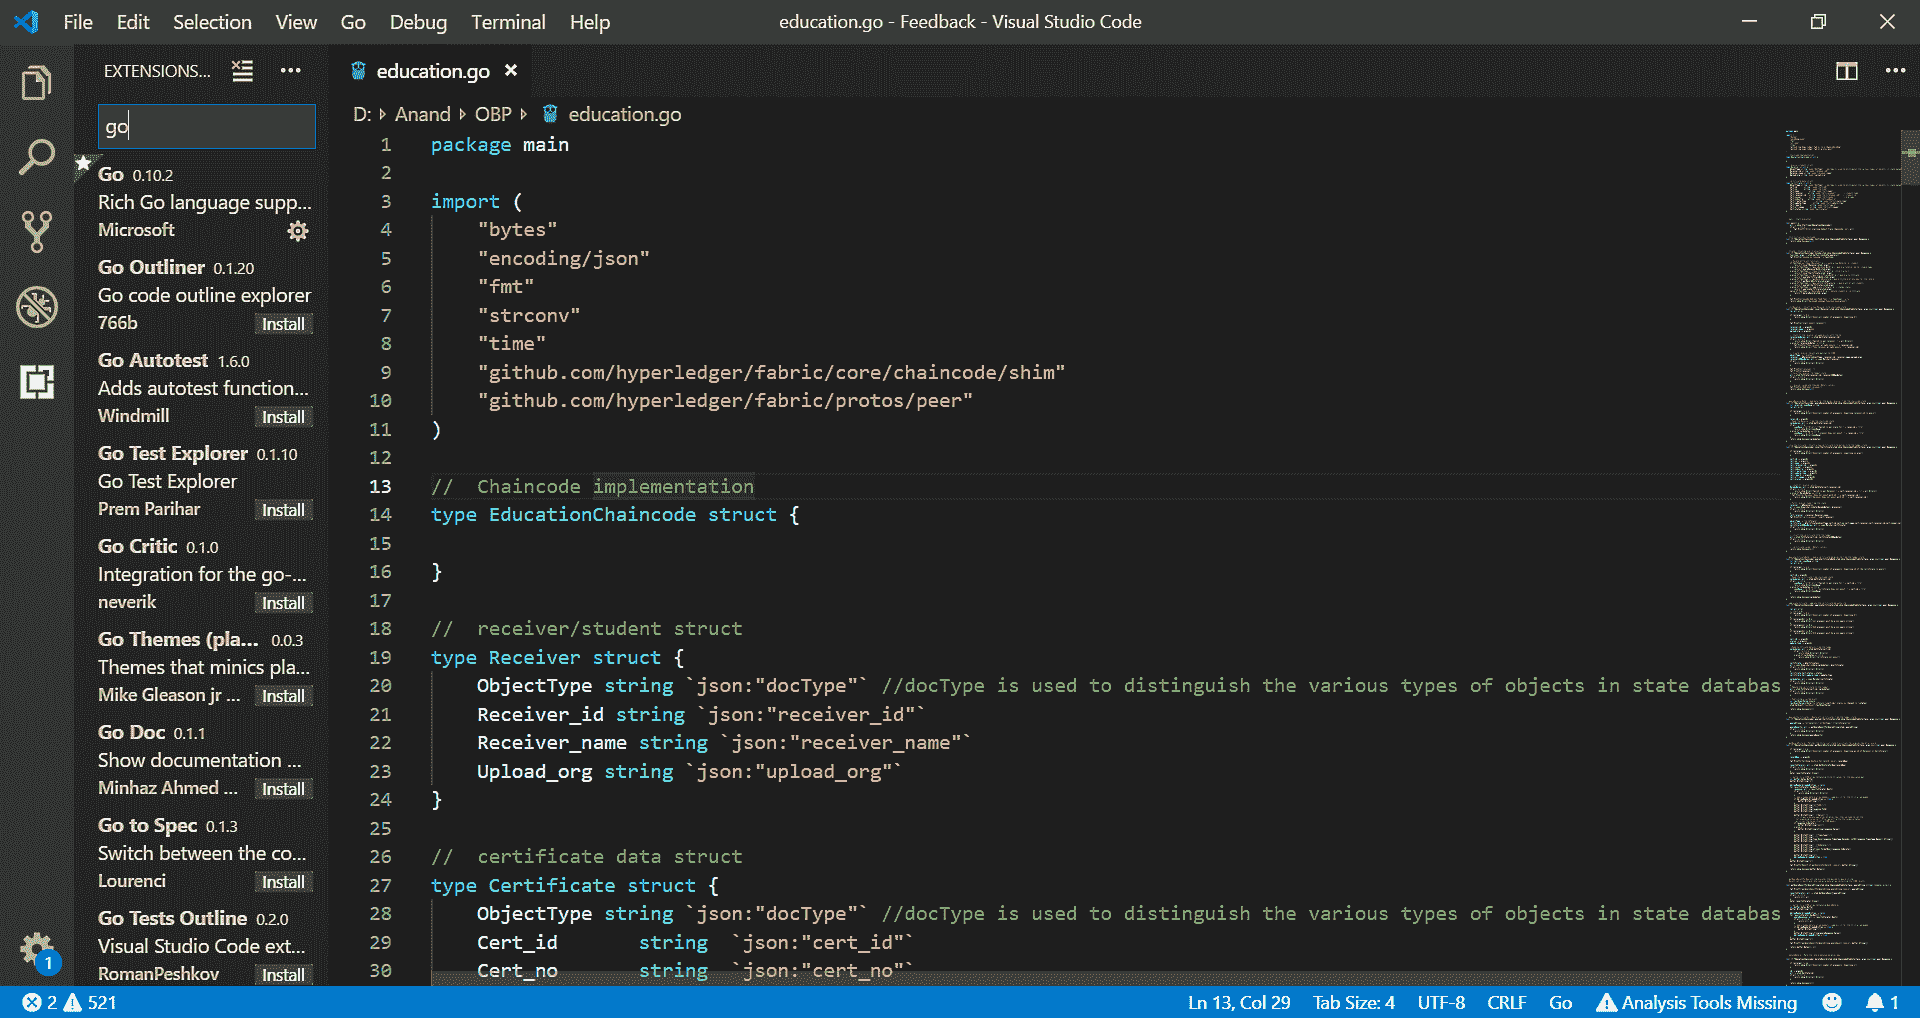 File Edit Selection View Go Debug Terminal Help
education.go - Feedback - Visual Studio Code
EXTENSIONS...
go
Go 0.10.2
Rich Go language supp...
Microsoft
Go Outliner 0.1.20
Go code outline explorer
766b Install
Go Autotest 1.6.0
Adds autotest function...
Windmill Install
Go Test Explorer 0.1.10
Go Test Explorer
Prem Parihar Install
Go Critic 0.1.0
Integration for the go-...
neverik Install
Go Themes (pla... 0.0.3
Themes that minics pla...
Mike Gleason jr ... Install
Go Doc 0.1.1
Show documentation ...
Minhaz Ahmed ... Install
Go to Spec 0.1.3
Switch between the co...
Lourenci Install
Go Tests Outline 0.2.0
Visual Studio Code ext...
RomanPeshkov Install
1
education.go
D: Anand OBP education.go
1 package main
2
3 import (
4 "bytes"
5 "encoding/json"
6 "fmt"
7 "strconv"
8 "time"
9 "github.com/hyperledger/fabric/core/chaincode/shim"
10 "github.com/hyperledger/fabric/protos/peer"
11 )
12
13 // Chaincode implementation
14 type EducationChaincode struct {
15
16 }
17
18 // receiver/student struct
19 type Receiver struct {
20 ObjectType string `json:"docType"` //docType is used to distinguish the various types of objects in state databas
21 Receiver_id string `json:"receiver_id"`
22 Receiver_name string `json:"receiver_name"`
23 Upload_org string `json:"upload_org"`
24 }
25
26 // certificate data struct
27 type Certificate struct {
28 ObjectType string `json:"docType"` //docType is used to distinguish the various types of objects in state databas
29 Cert_id string `json:"cert_id"`
30 Cert_no string `json:"cert_no"`
2 521
Ln 13, Col 29 Tab Size: 4 UTF-8 CRLF Go Analysis Tools Missing 1